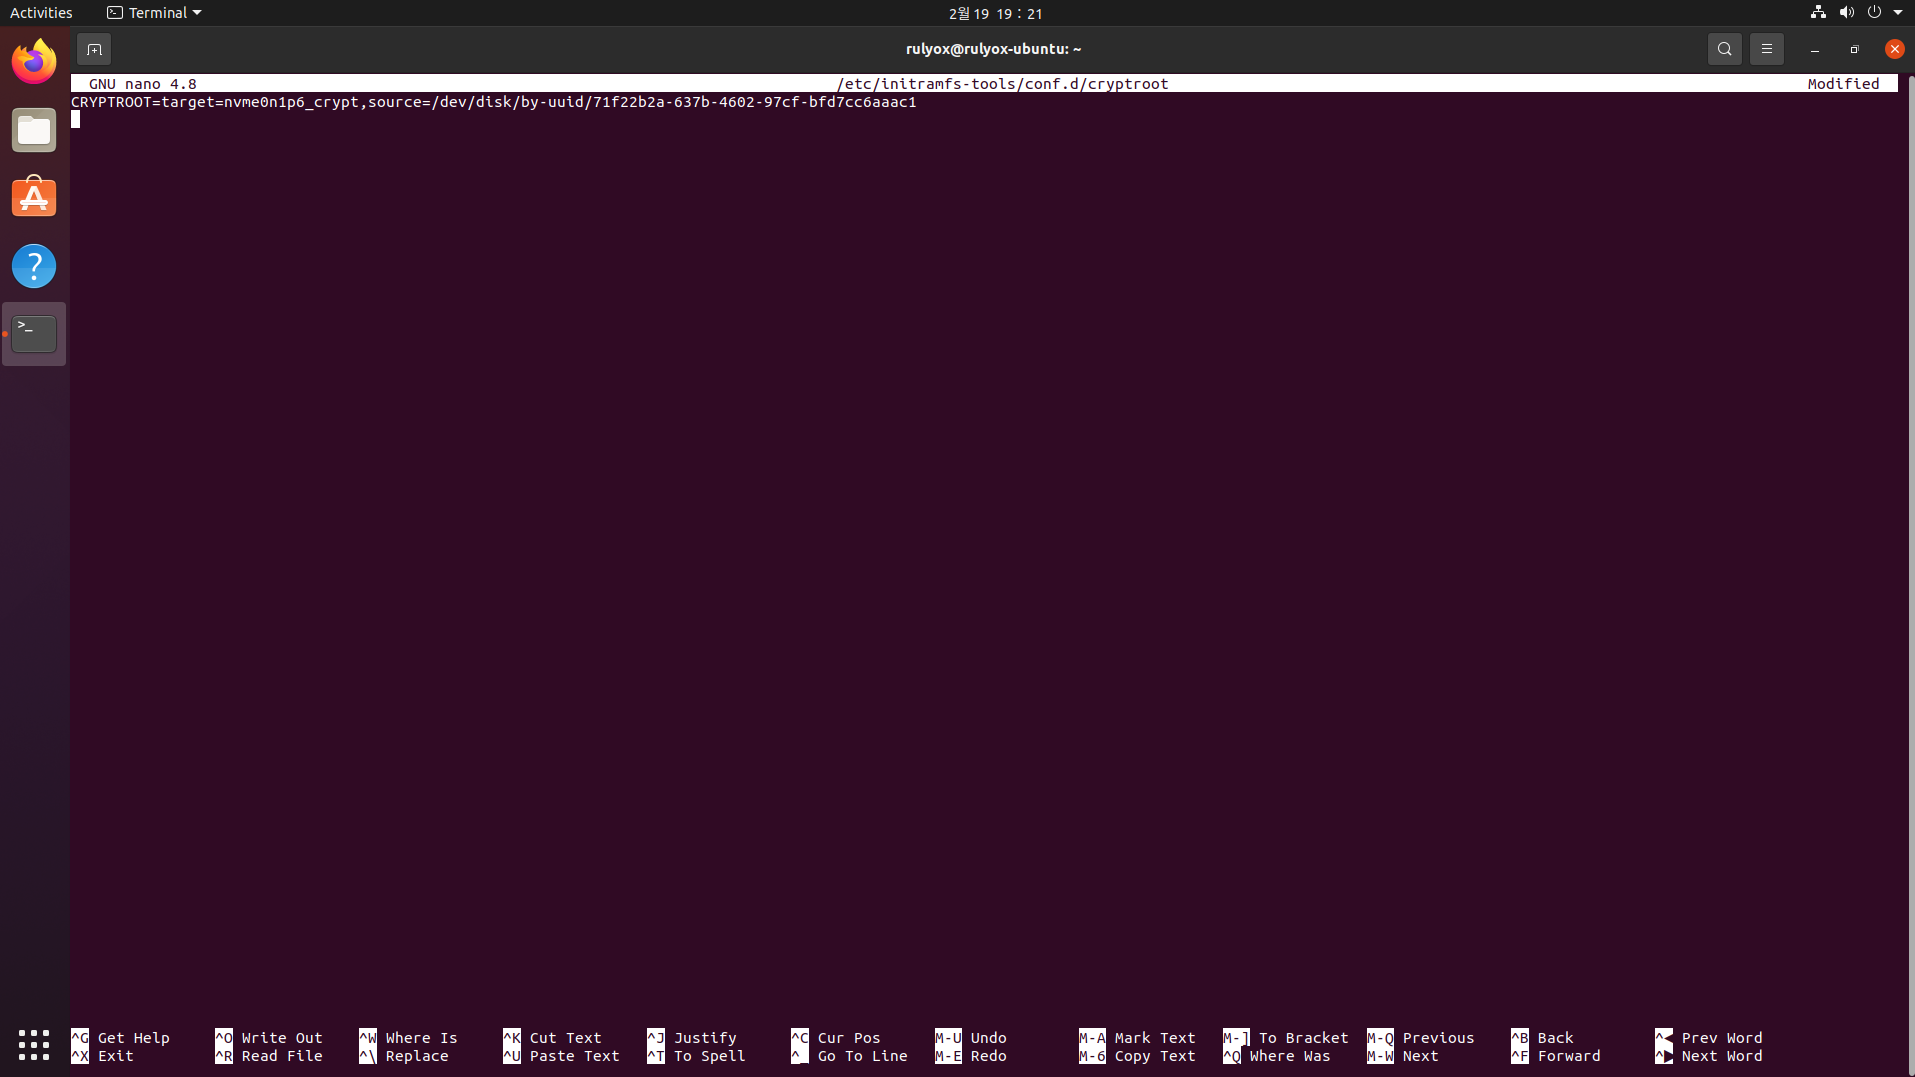 Activities Terminal 2월 19 19 : 21
rulyox@rulyox-ubuntu: ~
GNU nano 4.8 /etc/initramfs-tools/conf.d/cryptroot Modified
CRYPTROOT=target=nvme0n1p6_crypt,source=/dev/disk/by-uuid/71f22b2a-637b-4602-97cf-bfd7cc6aaac1
^G Get Help ^O Write Out ^W Where Is ^K Cut Text ^J Justify ^C Cur Pos M-U Undo M-A Mark Text M-] To Bracket M-Q Previous ^B Back ^◀ Prev Word
^X Exit ^R Read File ^\ Replace ^U Paste Text ^T To Spell ^_ Go To Line M-E Redo M-6 Copy Text ^Q Where Was M-W Next ^F Forward ^▶ Next Word